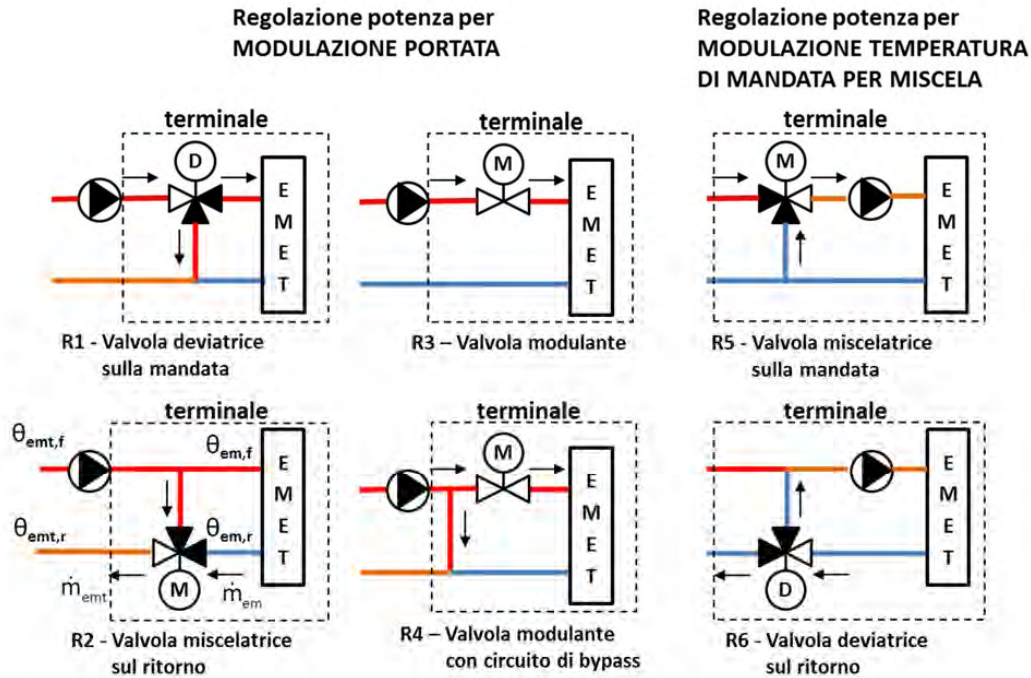 Regolazione potenza per
MODULAZIONE PORTATA
Regolazione potenza per
MODULAZIONE TEMPERATURA
DI MANDATA PER MISCELA
terminale
D
E
M
E
T
R1 - Valvola deviatrice
sulla mandata
terminale
M
E
M
E
T
R3 – Valvola modulante
terminale
M
E
M
E
T
R5 - Valvola miscelatrice
sulla mandata
terminale
θemt,f
θem,f
θemt,r
θem,r
ṁemt
ṁem
M
E
M
E
T
R2 - Valvola miscelatrice
sul ritorno
terminale
M
E
M
E
T
R4 – Valvola modulante
con circuito di bypass
terminale
D
E
M
E
T
R6 - Valvola deviatrice
sul ritorno